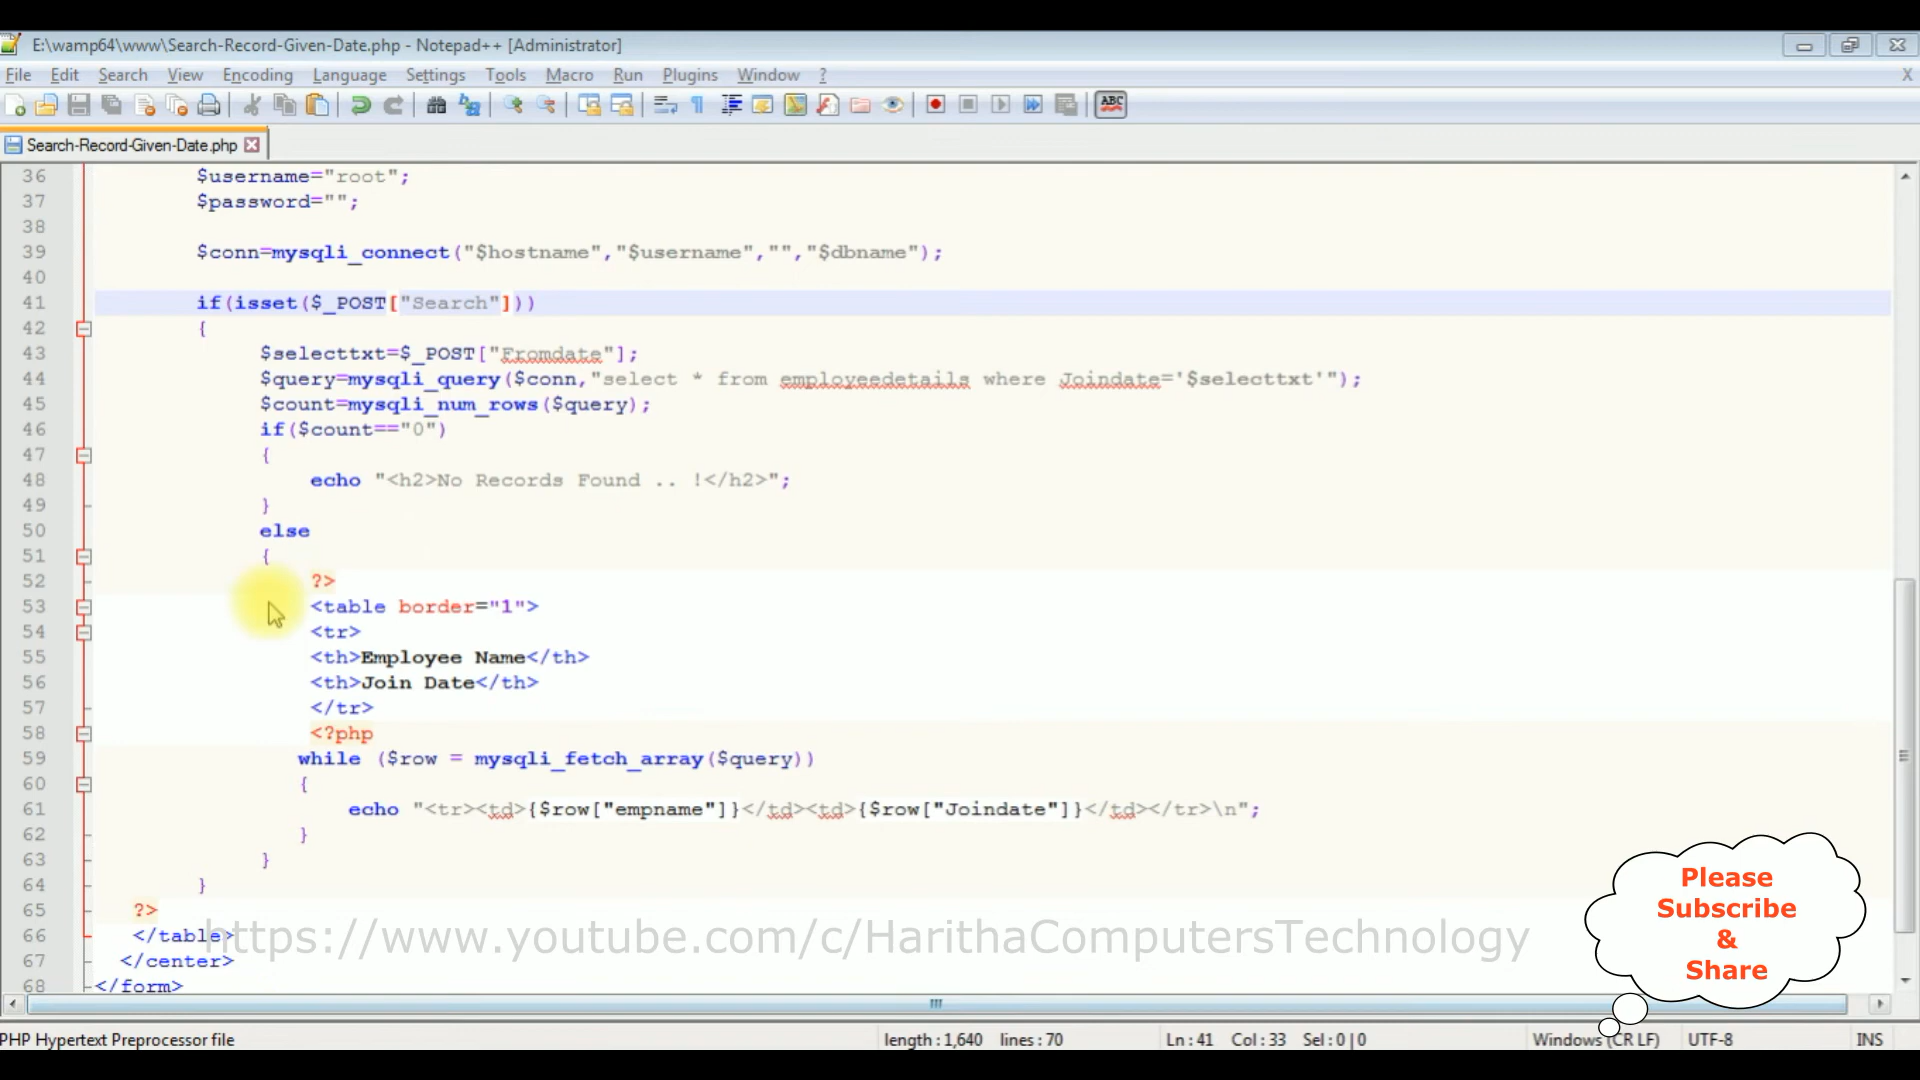 E:\wamp64\www\Search-Record-Given-Date.php - Notepad++ [Administrator]
File Edit Search View Encoding Language Settings Tools Macro Run Plugins Window ? X
ABC
Search-Record-Given-Date.php
36 $username="root";
37 $password="";
38
39 $conn=mysqli_connect("$hostname","$username","","$dbname");
40
41 if(isset($_POST["Search"]))
42 {
43 $selecttxt=$_POST["Fromdate"];
44 $query=mysqli_query($conn,"select * from employeedetails where Joindate='$selecttxt'");
45 $count=mysqli_num_rows($query);
46 if($count=="0")
47 {
48 echo "<h2>No Records Found .. !</h2>";
49 }
50 else
51 {
52 ?>
53 <table border="1">
54 <tr>
55 <th>Employee Name</th>
56 <th>Join Date</th>
57 </tr>
58 <?php
59 while ($row = mysqli_fetch_array($query))
60 {
61 echo "<tr><td>{$row["empname"]}</td><td>{$row["Joindate"]}</td></tr>\n";
62 }
63 }
64 }
65 ?>
66 </table>
67 </center>
68 </form>
https://www.youtube.com/c/HarithaComputersTechnology
Please
Subscribe
&
Share
PHP Hypertext Preprocessor file length : 1,640 lines : 70 Ln : 41 Col : 33 Sel : 0 | 0 Windows (CR LF) UTF-8 INS